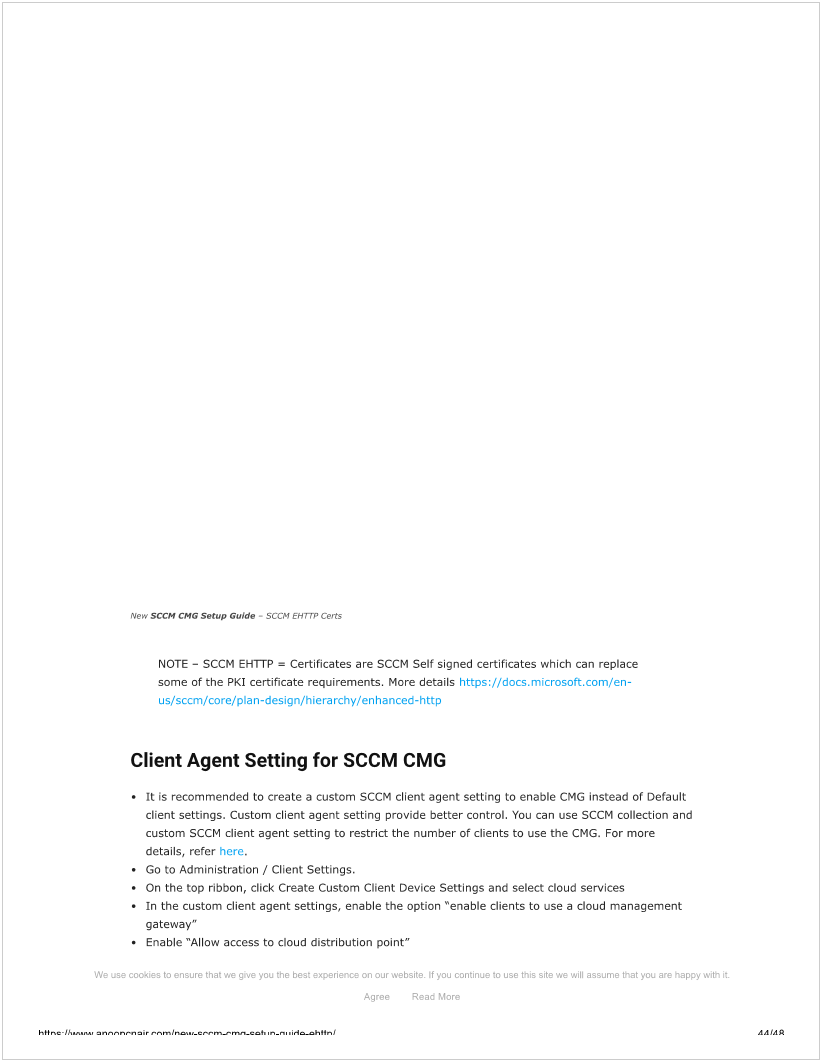 New SCCM CMG Setup Guide – SCCM EHTTP Certs
NOTE – SCCM EHTTP = Certificates are SCCM Self signed certificates which can replace
some of the PKI certificate requirements. More details https://docs.microsoft.com/en-
us/sccm/core/plan-design/hierarchy/enhanced-http
Client Agent Setting for SCCM CMG
• It is recommended to create a custom SCCM client agent setting to enable CMG instead of Default
client settings. Custom client agent setting provide better control. You can use SCCM collection and
custom SCCM client agent setting to restrict the number of clients to use the CMG. For more
details, refer here.
• Go to Administration / Client Settings.
• On the top ribbon, click Create Custom Client Device Settings and select cloud services
• In the custom client agent settings, enable the option “enable clients to use a cloud management
gateway”
• Enable “Allow access to cloud distribution point”
We use cookies to ensure that we give you the best experience on our website. If you continue to use this site we will assume that you are happy with it.
Agree Read More
https://www.anoopcnair.com/new-sccm-cmg-setup-guide-ehttp/ 44/48